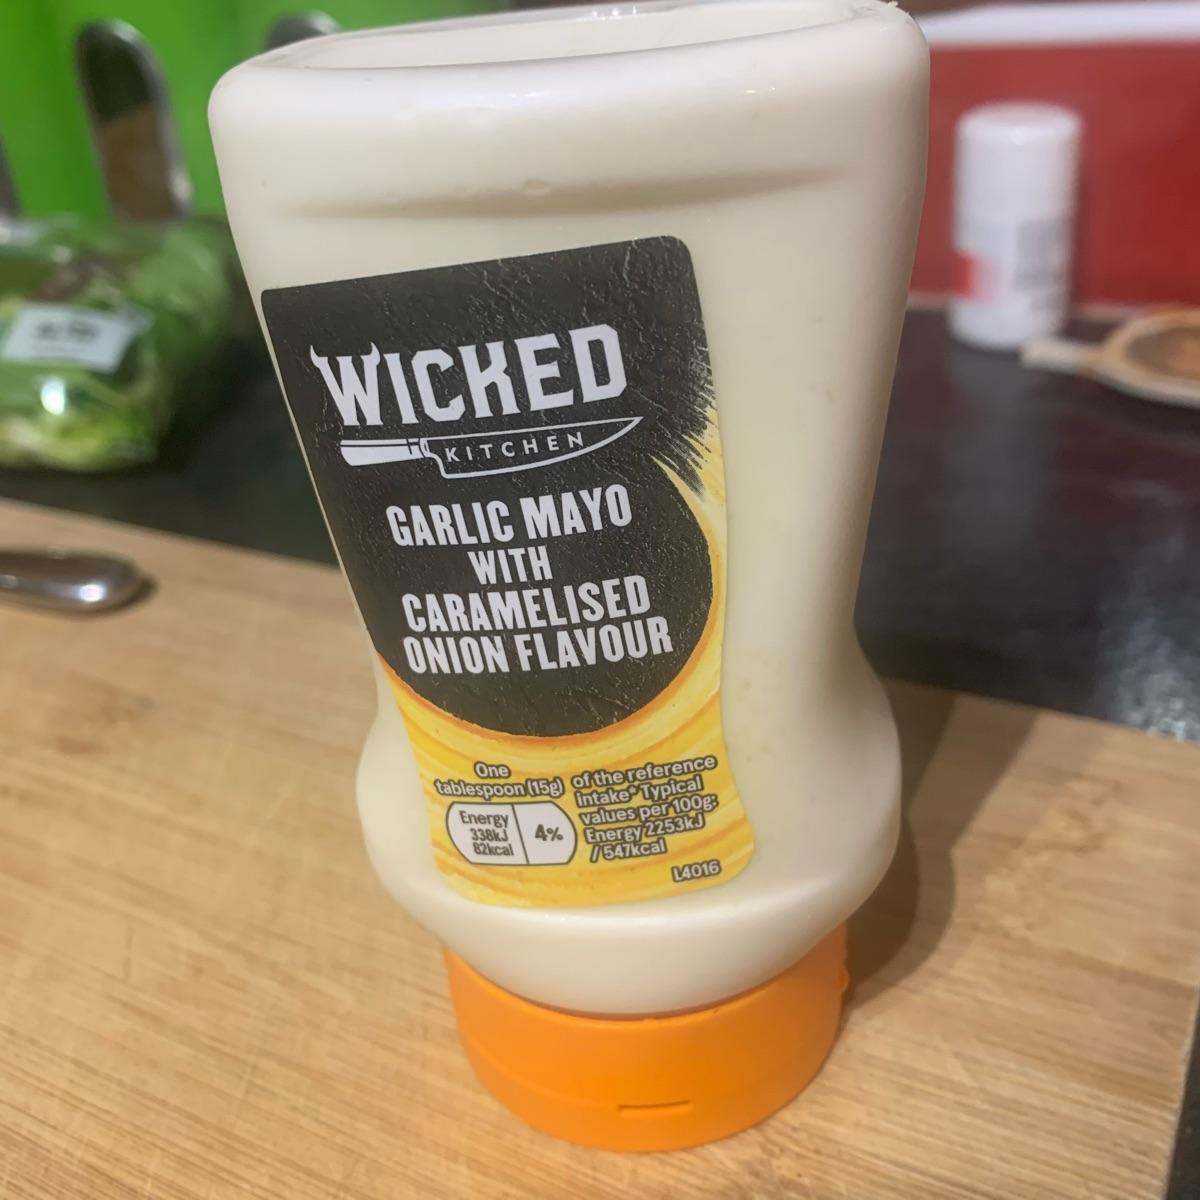 WICKED
KITCHEN
GARLIC MAYO
WITH
CARAMELISED
ONION FLAVOUR
One
tablespoon (15g)
Energy
338kJ
82kcal
4%
of the reference
intake* Typical
values per 100g:
Energy 2253kJ
/ 547kcal
L4016